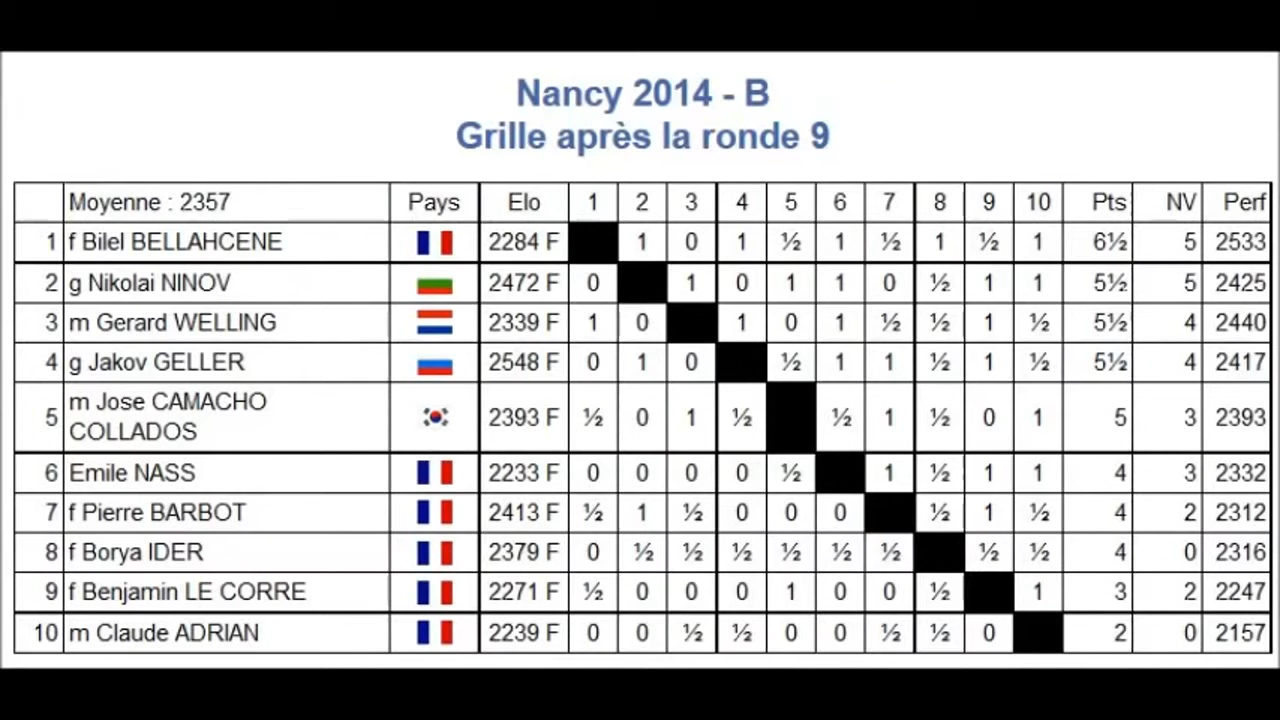 Nancy 2014 - B
Grille après la ronde 9
Moyenne : 2357 Pays Elo 1 2 3 4 5 6 7 8 9 10 Pts NV Perf
1 f Bilel BELLAHCENE 2284 F 1 0 1 ½ 1 ½ 1 ½ 1 6½ 5 2533
2 g Nikolai NINOV 2472 F 0 1 0 1 1 0 ½ 1 1 5½ 5 2425
3 m Gerard WELLING 2339 F 1 0 1 0 1 ½ ½ 1 ½ 5½ 4 2440
4 g Jakov GELLER 2548 F 0 1 0 ½ 1 1 ½ 1 ½ 5½ 4 2417
5 m Jose CAMACHO COLLADOS 2393 F ½ 0 1 ½ ½ 1 ½ 0 1 5 3 2393
6 Emile NASS 2233 F 0 0 0 0 ½ 1 ½ 1 1 4 3 2332
7 f Pierre BARBOT 2413 F ½ 1 ½ 0 0 0 ½ 1 ½ 4 2 2312
8 f Borya IDER 2379 F 0 ½ ½ ½ ½ ½ ½ ½ ½ 4 0 2316
9 f Benjamin LE CORRE 2271 F ½ 0 0 0 1 0 0 ½ 1 3 2 2247
10 m Claude ADRIAN 2239 F 0 0 ½ ½ 0 0 ½ ½ 0 2 0 2157